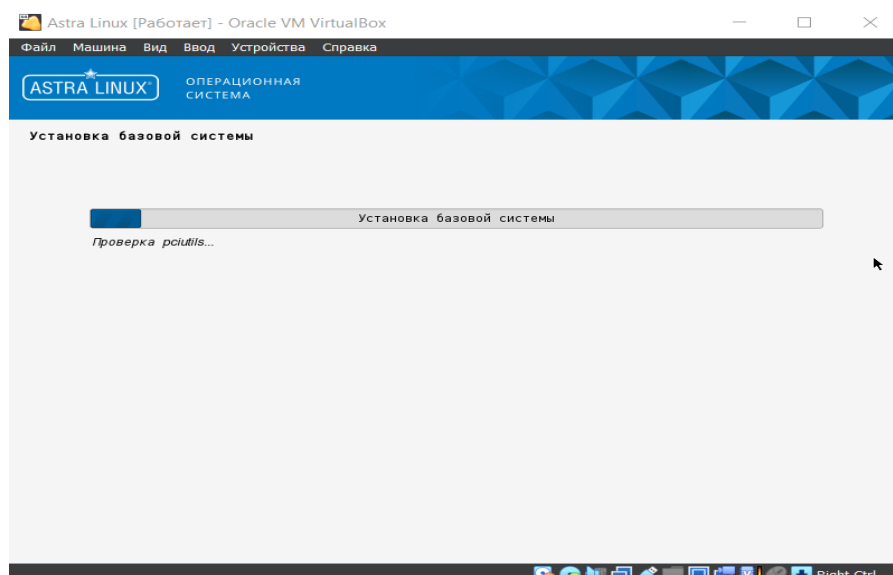 Astra Linux [Работает] - Oracle VM VirtualBox
Файл Машина Вид Ввод Устройства Справка
ASTRA LINUX®
ОПЕРАЦИОННАЯ
СИСТЕМА
Установка базовой системы
Установка базовой системы
Проверка pciutils...
Right Ctrl